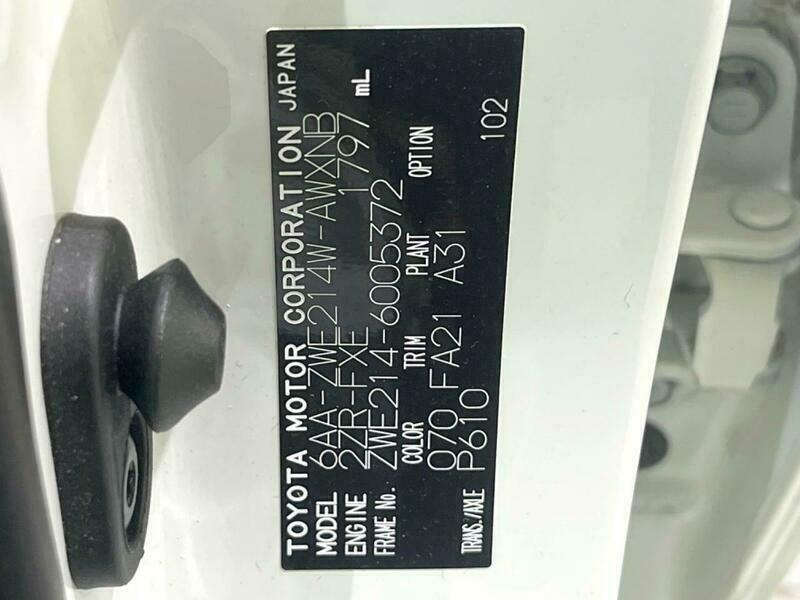 TOYOTA MOTOR CORPORATION JAPAN
MODEL 6AA-ZWE214W-AWXNB
ENGINE 2ZR-FXE 1797 mL
FRAME No. ZWE214-6005372
COLOR TRIM PLANT OPTION
070 FA21 A31
TRANS./AXLE P610 102